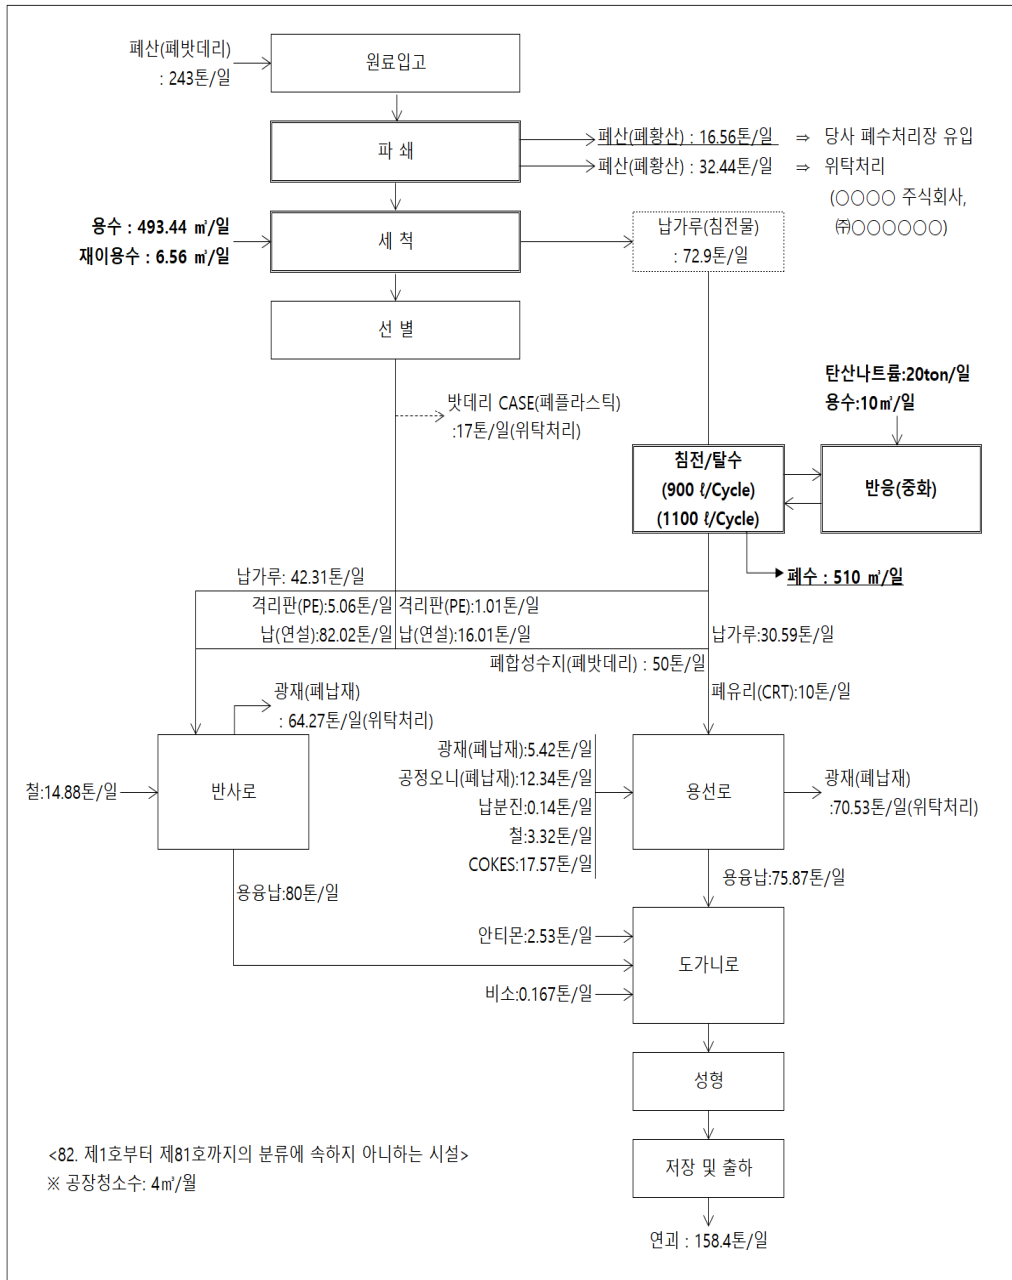 폐산(폐밧데리)
: 243톤/일
원료입고
파 쇄
폐산(폐황산) : 16.56톤/일 ⇒ 당사 폐수처리장 유입
폐산(폐황산) : 32.44톤/일 ⇒ 위탁처리
(○○○○ 주식회사,
㈜○○○○○○)
용수 : 493.44 ㎥/일
재이용수 : 6.56 ㎥/일
세 척
납가루(침전물)
: 72.9톤/일
선 별
탄산나트륨:20ton/일
용수:10㎥/일
밧데리 CASE(폐플라스틱)
:17톤/일(위탁처리)
침전/탈수
(900 ℓ/Cycle)
(1100 ℓ/Cycle)
반응(중화)
폐수 : 510 ㎥/일
납가루: 42.31톤/일
격리판(PE):5.06톤/일 격리판(PE):1.01톤/일
납(연설):82.02톤/일 납(연설):16.01톤/일 납가루:30.59톤/일
폐합성수지(폐밧데리) : 50톤/일
폐유리(CRT):10톤/일
광재(폐납재)
: 64.27톤/일(위탁처리)
철:14.88톤/일
반사로
광재(폐납재):5.42톤/일
공정오니(폐납재):12.34톤/일
납분진:0.14톤/일
철:3.32톤/일
COKES:17.57톤/일
용선로
광재(폐납재)
:70.53톤/일(위탁처리)
용융납:80톤/일
용융납:75.87톤/일
안티몬:2.53톤/일
도가니로
비소:0.167톤/일
성형
저장 및 출하
연괴 : 158.4톤/일
<82. 제1호부터 제81호까지의 분류에 속하지 아니하는 시설>
※ 공장청소수: 4㎥/월